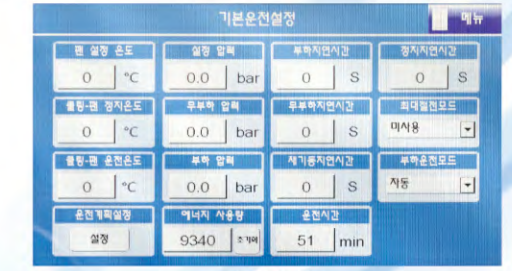 기본운전설정
메뉴
팬 설정 온도 설정 압력 부하지연시간 정지지연시간
0 °C 0.0 bar 0 S 0 S
쿨링-팬 정지온도 무부하 압력 무부하지연시간 최대절전모드
0 °C 0.0 bar 0 S 미사용
쿨링-팬 운전온도 부하 압력 재기동지연시간 부하운전모드
0 °C 0.0 bar 0 S 자동
운전계획설정 에너지 사용량 운전시간
설정 9340 초기화 51 min